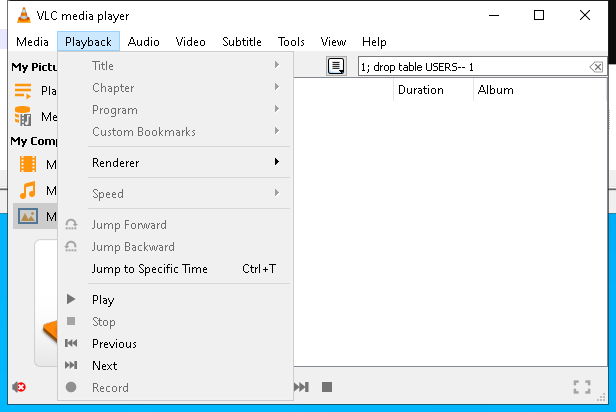 VLC media player
Media Playback Audio Video Subtitle Tools View Help
My Pictu
1; drop table USERS-- 1
Pla
Me
Duration Album
My Comp
M
M
M
Title
Chapter
Program
Custom Bookmarks
Renderer
Speed
Jump Forward
Jump Backward
Jump to Specific Time Ctrl+T
Play
Stop
Previous
Next
Record